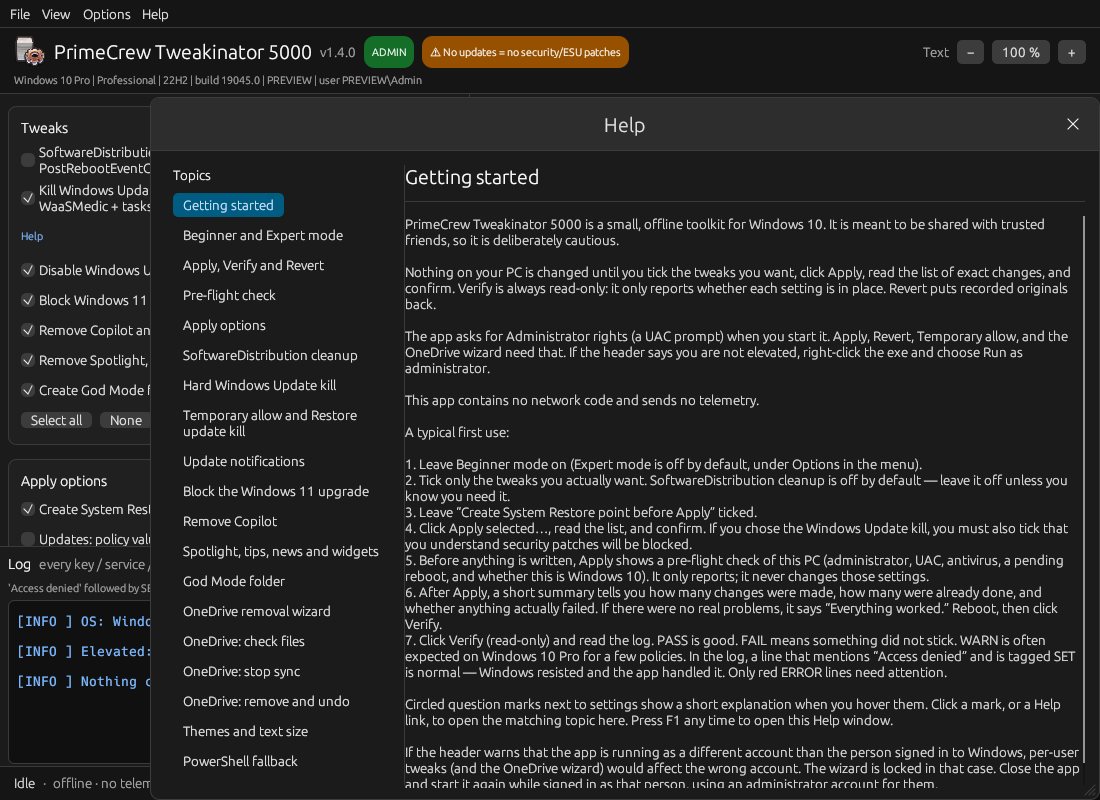 File View Options Help
PrimeCrew Tweakinator 5000 v1.4.0 ADMIN ⚠ No updates = no security/ESU patches Text − 100 % +
Windows 10 Pro | Professional | 22H2 | build 19045.0 | PREVIEW | user PREVIEW\Admin
Tweaks
PostRebootEventC
Kill Windows Upda
WaaSMedic + tasks
Help
Disable Windows U
Block Windows 11
Remove Copilot an
Remove Spotlight,
Create God Mode f
Select all None
Apply options
Create System Rest
Updates: policy valu
Log every key / service /
'Access denied' followed by SE
[INFO ] OS: Windo
[INFO ] Elevated:
[INFO ] Nothing c
Idle · offline · no telem
Help
Topics
Getting started
Beginner and Expert mode
Apply, Verify and Revert
Pre-flight check
Apply options
SoftwareDistribution cleanup
Hard Windows Update kill
Temporary allow and Restore
update kill
Update notifications
Block the Windows 11 upgrade
Remove Copilot
Spotlight, tips, news and widgets
God Mode folder
OneDrive removal wizard
OneDrive: check files
OneDrive: stop sync
OneDrive: remove and undo
Themes and text size
PowerShell fallback
Getting started
PrimeCrew Tweakinator 5000 is a small, offline toolkit for Windows 10. It is meant to be shared with trusted
friends, so it is deliberately cautious.
Nothing on your PC is changed until you tick the tweaks you want, click Apply, read the list of exact changes, and
confirm. Verify is always read-only: it only reports whether each setting is in place. Revert puts recorded originals
back.
The app asks for Administrator rights (a UAC prompt) when you start it. Apply, Revert, Temporary allow, and the
OneDrive wizard need that. If the header says you are not elevated, right-click the exe and choose Run as
administrator.
This app contains no network code and sends no telemetry.
A typical first use:
1. Leave Beginner mode on (Expert mode is off by default, under Options in the menu).
2. Tick only the tweaks you actually want. SoftwareDistribution cleanup is off by default — leave it off unless you
know you need it.
3. Leave "Create System Restore point before Apply" ticked.
4. Click Apply selected…, read the list, and confirm. If you chose the Windows Update kill, you must also tick that
you understand security patches will be blocked.
5. Before anything is written, Apply shows a pre-flight check of this PC (administrator, UAC, antivirus, a pending
reboot, and whether this is Windows 10). It only reports; it never changes those settings.
6. After Apply, a short summary tells you how many changes were made, how many were already done, and
whether anything actually failed. If there were no real problems, it says "Everything worked." Reboot, then click
Verify.
7. Click Verify (read-only) and read the log. PASS is good. FAIL means something did not stick. WARN is often
expected on Windows 10 Pro for a few policies. In the log, a line that mentions "Access denied" and is tagged SET
is normal — Windows resisted and the app handled it. Only red ERROR lines need attention.
Circled question marks next to settings show a short explanation when you hover them. Click a mark, or a Help
link, to open the matching topic here. Press F1 any time to open this Help window.
If the header warns that the app is running as a different account than the person signed in to Windows, per-user
tweaks (and the OneDrive wizard) would affect the wrong account. The wizard is locked in that case. Close the app
and start it again while signed in as that person, using an administrator account for them.